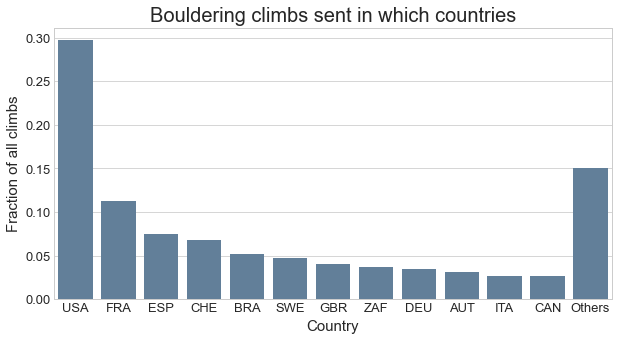 Bouldering climbs sent in which countries
Fraction of all climbs
0.30
0.25
0.20
0.15
0.10
0.05
0.00
USA FRA ESP CHE BRA SWE GBR ZAF DEU AUT ITA CAN Others
Country